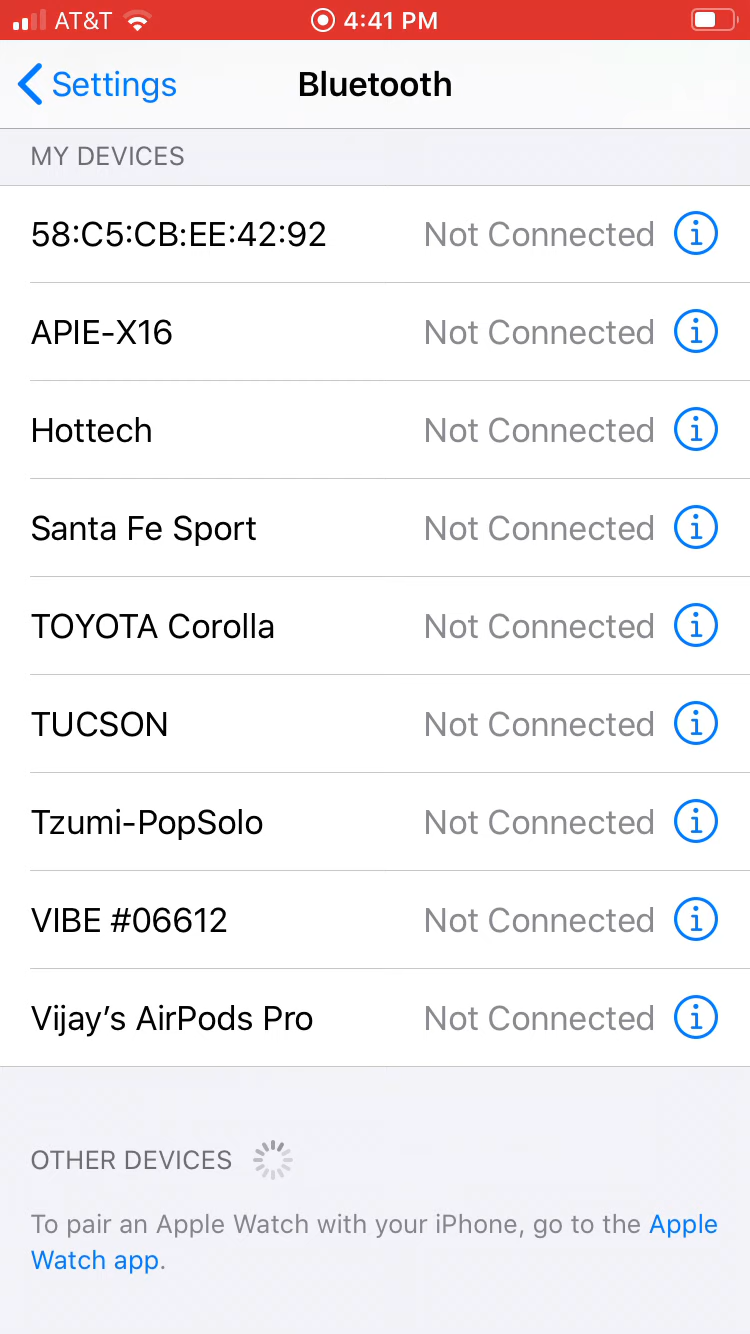 AT&T 4:41 PM
Settings Bluetooth
MY DEVICES
58:C5:CB:EE:42:92 Not Connected
APIE-X16 Not Connected
Hottech Not Connected
Santa Fe Sport Not Connected
TOYOTA Corolla Not Connected
TUCSON Not Connected
Tzumi-PopSolo Not Connected
VIBE #06612 Not Connected
Vijay’s AirPods Pro Not Connected
OTHER DEVICES
To pair an Apple Watch with your iPhone, go to the Apple
Watch app.